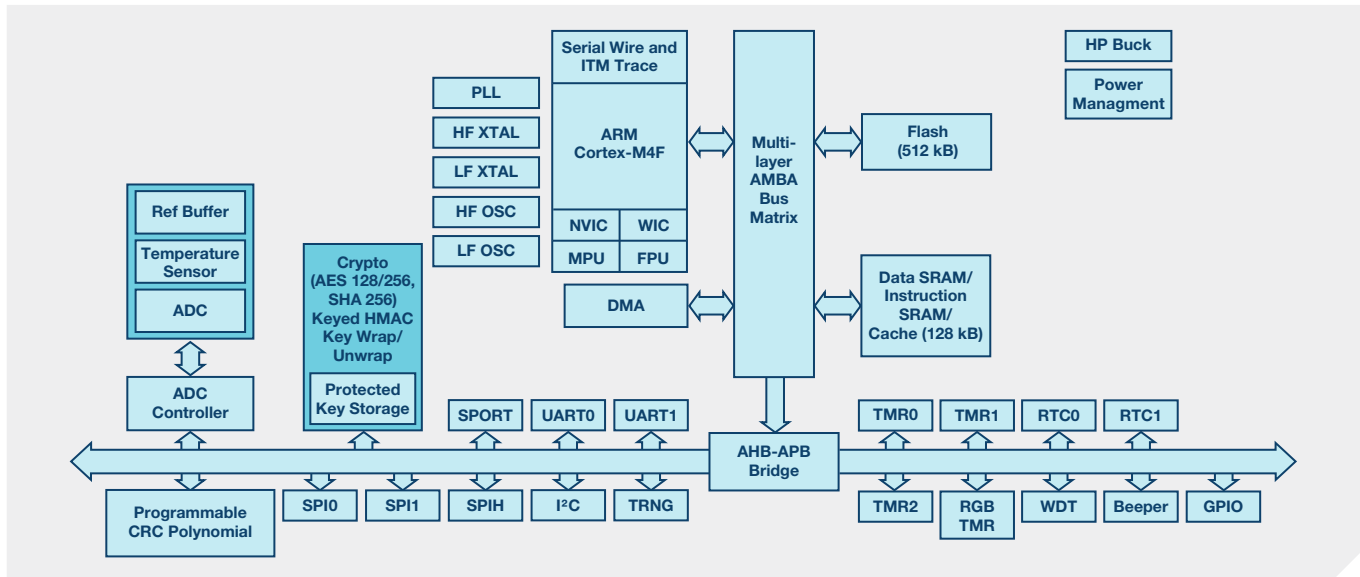 Serial Wire and
ITM Trace
ARM
Cortex-M4F
NVIC
WIC
MPU
FPU
PLL
HF XTAL
LF XTAL
HF OSC
LF OSC
DMA
Multi-
layer
AMBA
Bus
Matrix
HP Buck
Power
Managment
Flash
(512 kB)
Data SRAM/
Instruction
SRAM/
Cache (128 kB)
Ref Buffer
Temperature
Sensor
ADC
ADC
Controller
Crypto
(AES 128/256,
SHA 256)
Keyed HMAC
Key Wrap/
Unwrap
Protected
Key Storage
SPORT
UART0
UART1
AHB-APB
Bridge
TMR0
TMR1
RTC0
RTC1
Programmable
CRC Polynomial
SPI0
SPI1
SPIH
I²C
TRNG
TMR2
RGB
TMR
WDT
Beeper
GPIO